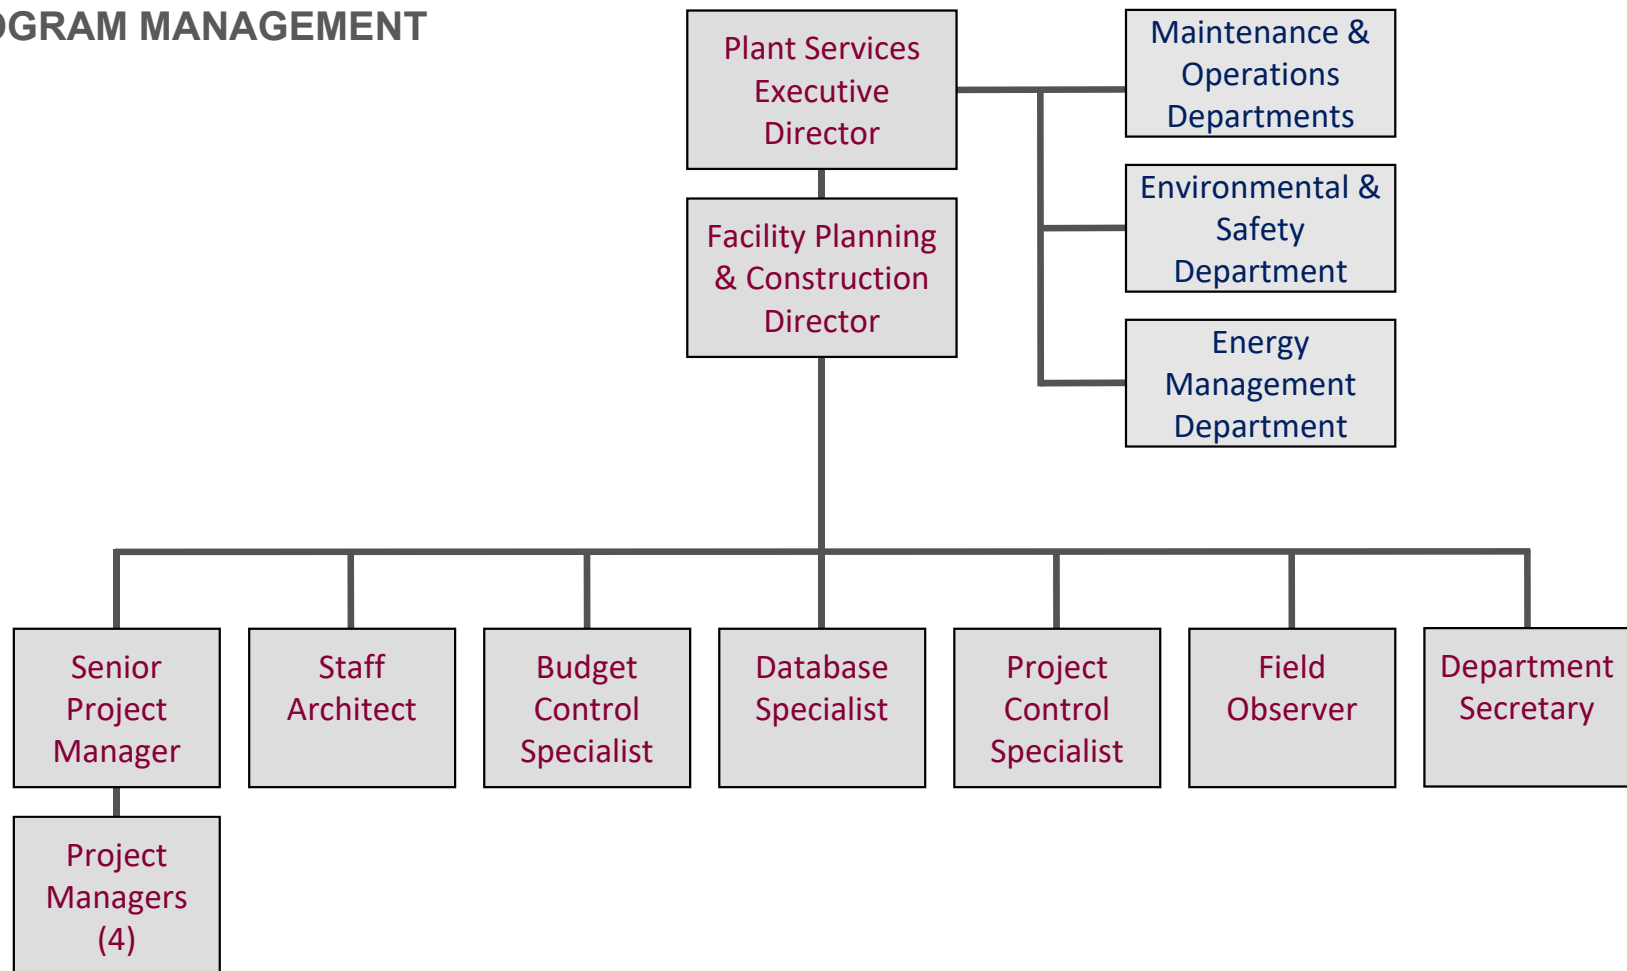 OGRAM MANAGEMENT
Plant Services
Executive
Director
Maintenance &
Operations
Departments
Environmental &
Safety
Department
Facility Planning
& Construction
Director
Energy
Management
Department
Senior
Project
Manager
Staff
Architect
Budget
Control
Specialist
Database
Specialist
Project
Control
Specialist
Field
Observer
Department
Secretary
Project
Managers
(4)